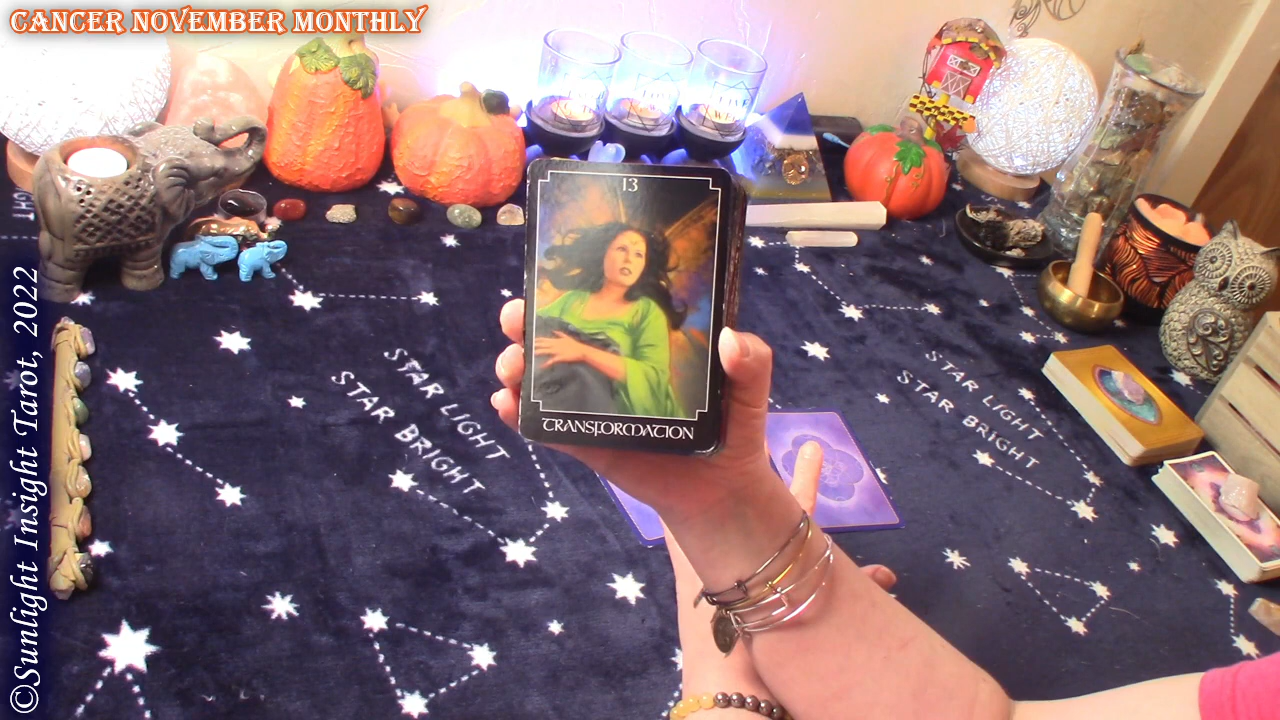 CANCER NOVEMBER MONTHLY
©Sunlight Insight Tarot, 2022
13
TRANSFORMATION
STAR LIGHT
STAR BRIGHT
STAR LIGHT
STAR BRIGHT